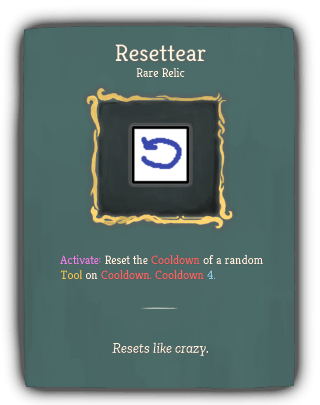 Resettear
Rare Relic
Activate: Reset the Cooldown of a random
Tool on Cooldown. Cooldown 4.
Resets like crazy.